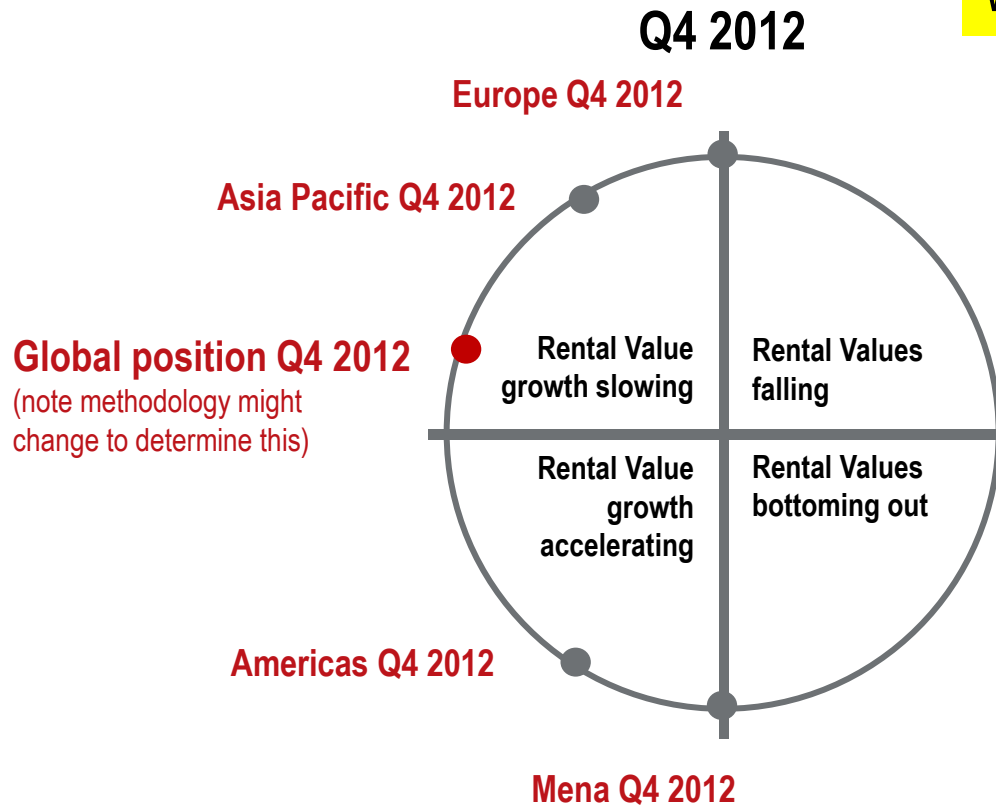 Q4 2012
Europe Q4 2012
Asia Pacific Q4 2012
Global position Q4 2012
(note methodology might
change to determine this)
Rental Value
growth slowing
Rental Values
falling
Rental Value
growth
accelerating
Rental Values
bottoming out
Americas Q4 2012
Mena Q4 2012